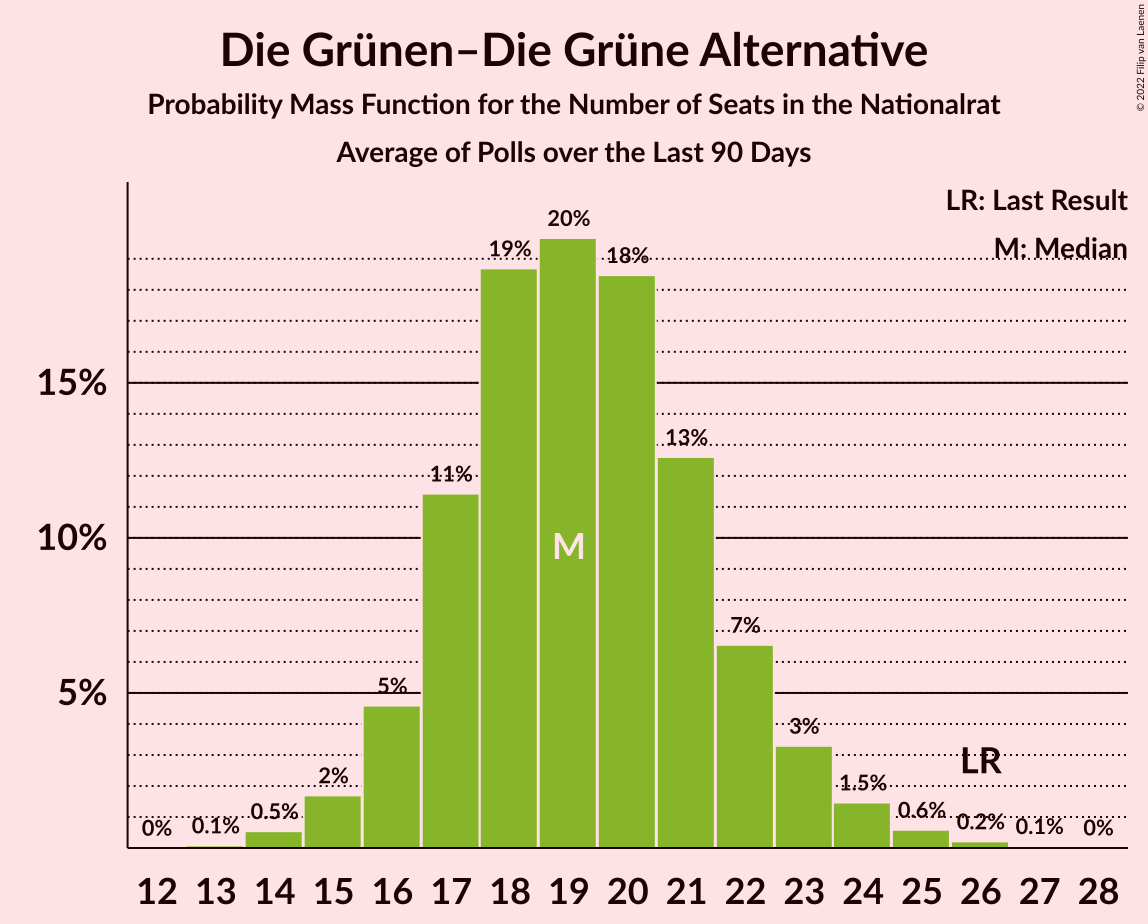 © 2022 Filip van Laenen
Die Grünen–Die Grüne Alternative
Probability Mass Function for the Number of Seats in the Nationalrat
Average of Polls over the Last 90 Days
LR: Last Result
M: Median
15%
10%
5%
0%
0.1%
0.5%
2%
5%
11%
19%
20%
18%
13%
7%
3%
1.5%
0.6%
0.2%
0.1%
0%
M
LR
12 13 14 15 16 17 18 19 20 21 22 23 24 25 26 27 28